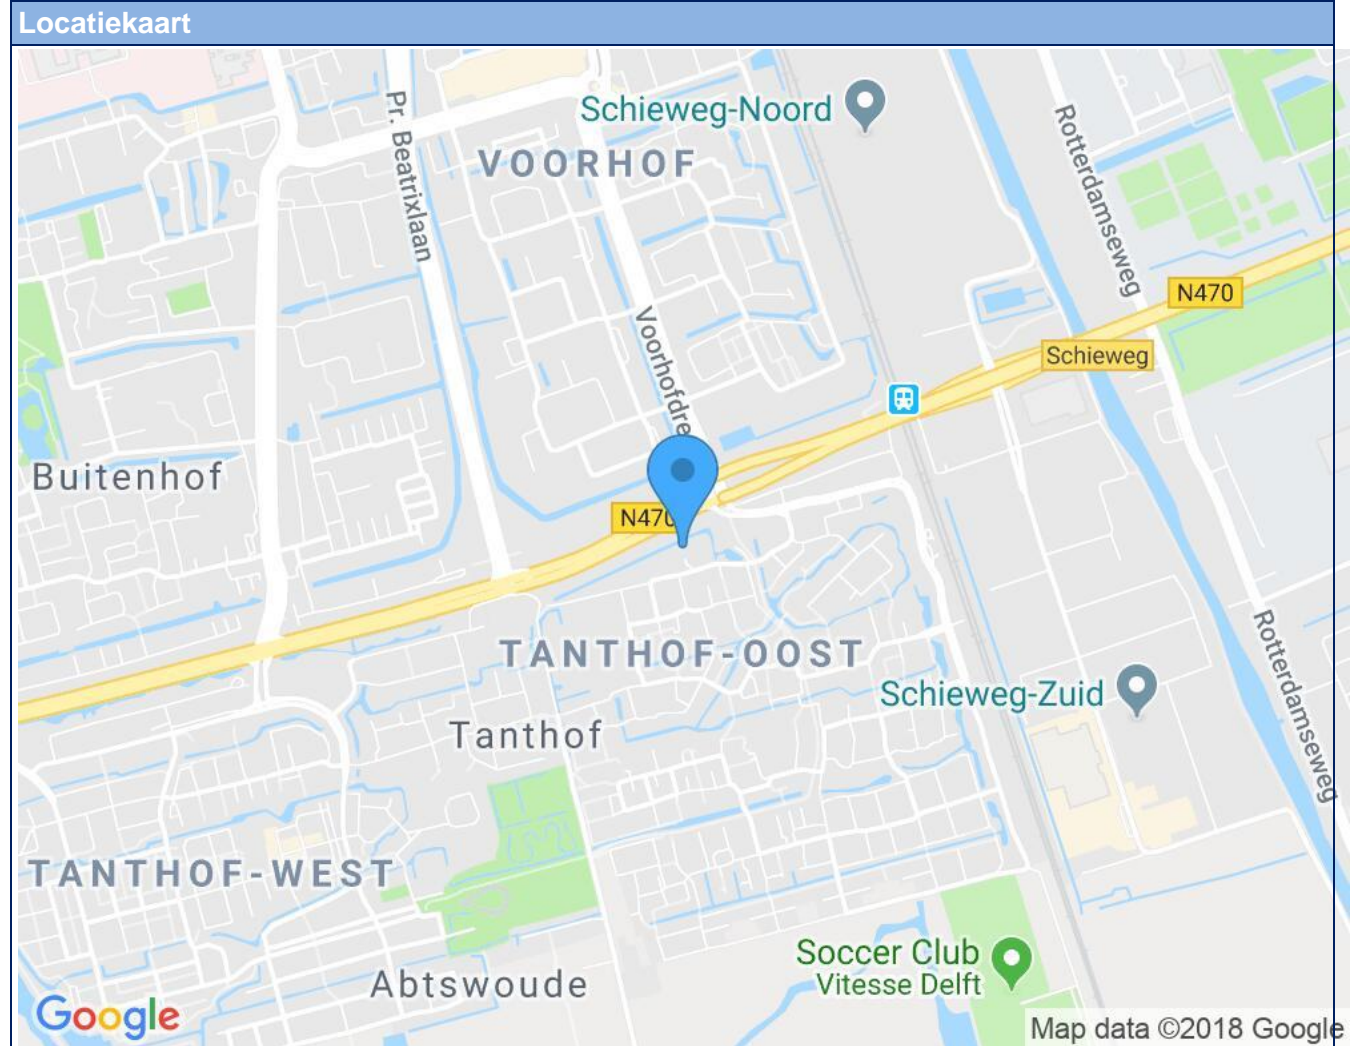 Locatiekaart
Schieweg-Noord
Pr. Beatrixlaan
VOORHOF
Rotterdamseweg
N470
Voorhofdre
Schieweg
Buitenhof
N470
TANTHOF-OOST
Schieweg-Zuid
Rotterdamseweg
Tanthof
TANTHOF-WEST
Soccer Club
Vitesse Delft
Abtswoude
Google
Map data ©2018 Google